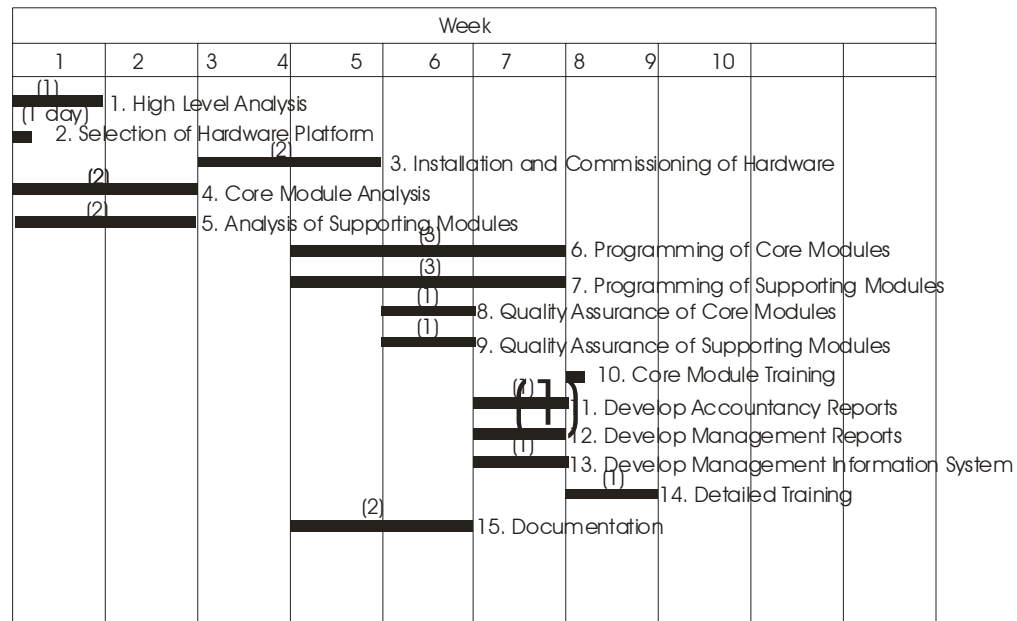 Week
1 2 3 4 5 6 7 8 9 10
(1)
1. High Level Analysis
(1 day)
2. Selection of Hardware Platform
(2)
3. Installation and Commissioning of Hardware
(2)
4. Core Module Analysis
(2)
5. Analysis of Supporting Modules
(3)
6. Programming of Core Modules
(3)
7. Programming of Supporting Modules
(1)
8. Quality Assurance of Core Modules
(1)
9. Quality Assurance of Supporting Modules
10. Core Module Training
(1)
11. Develop Accountancy Reports
(1)
12. Develop Management Reports
(1)
13. Develop Management Information System
(1)
14. Detailed Training
(2)
15. Documentation